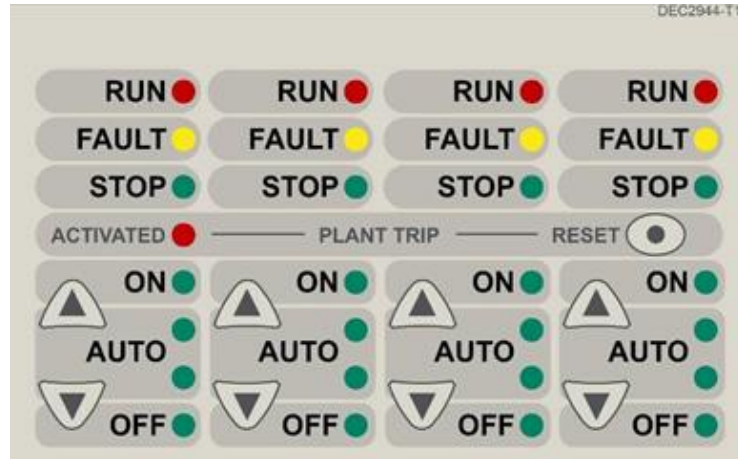 DEC2944-T1
RUN RUN RUN RUN
FAULT FAULT FAULT FAULT
STOP STOP STOP STOP
ACTIVATED PLANT TRIP RESET
ON ON ON ON
AUTO AUTO AUTO AUTO
OFF OFF OFF OFF